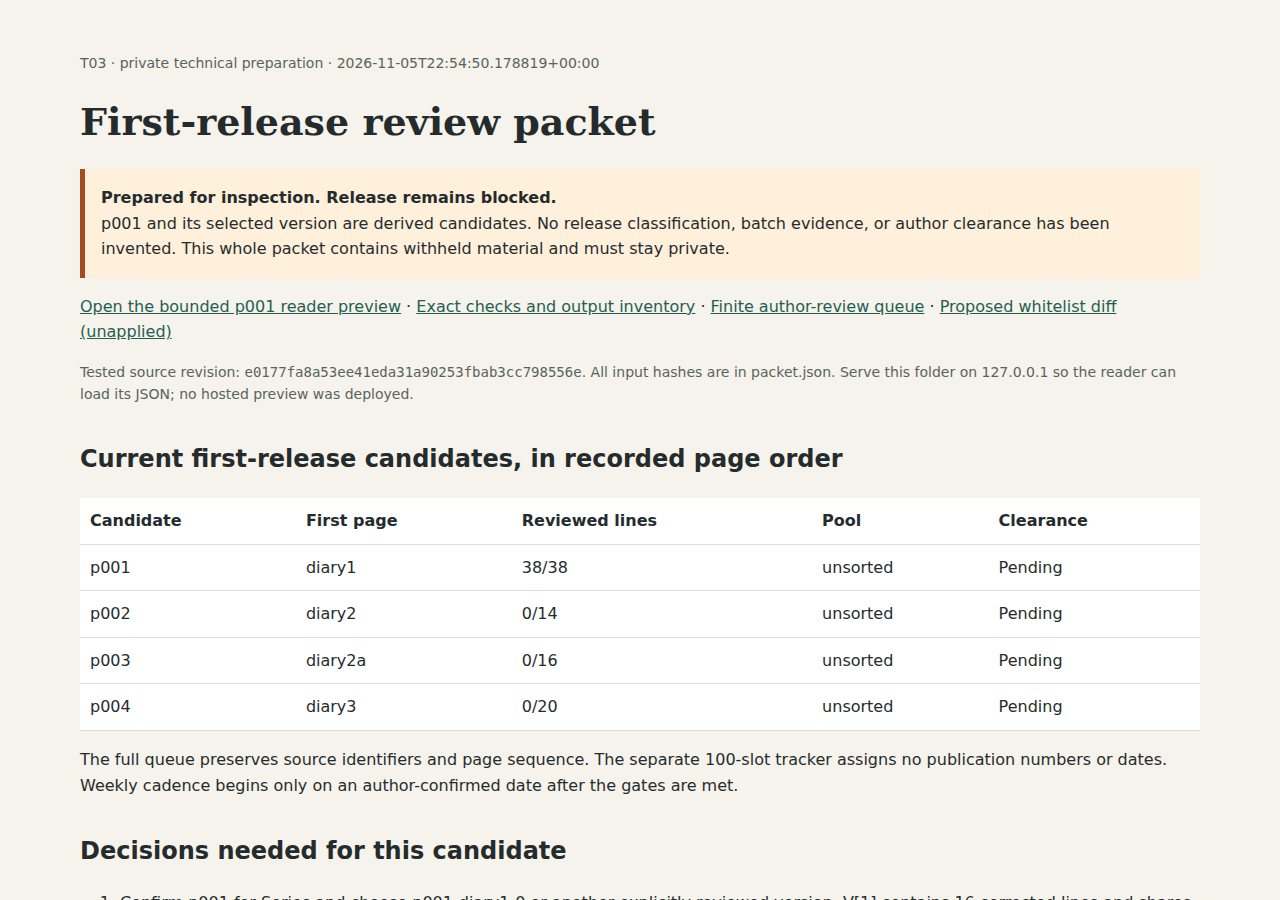 T03 · private technical preparation · 2026-11-05T22:54:50.178819+00:00
First-release review packet
Prepared for inspection. Release remains blocked.
p001 and its selected version are derived candidates. No release classification, batch evidence, or author clearance has been
invented. This whole packet contains withheld material and must stay private.
Open the bounded p001 reader preview · Exact checks and output inventory · Finite author-review queue · Proposed whitelist diff
(unapplied)
Tested source revision: e0177fa8a53ee41eda31a90253fbab3cc798556e. All input hashes are in packet.json. Serve this folder on 127.0.0.1 so the reader can
load its JSON; no hosted preview was deployed.
Current first-release candidates, in recorded page order
Candidate First page Reviewed lines Pool Clearance
p001 diary1 38/38 unsorted Pending
p002 diary2 0/14 unsorted Pending
p003 diary2a 0/16 unsorted Pending
p004 diary3 0/20 unsorted Pending
The full queue preserves source identifiers and page sequence. The separate 100-slot tracker assigns no publication numbers or dates.
Weekly cadence begins only on an author-confirmed date after the gates are met.
Decisions needed for this candidate